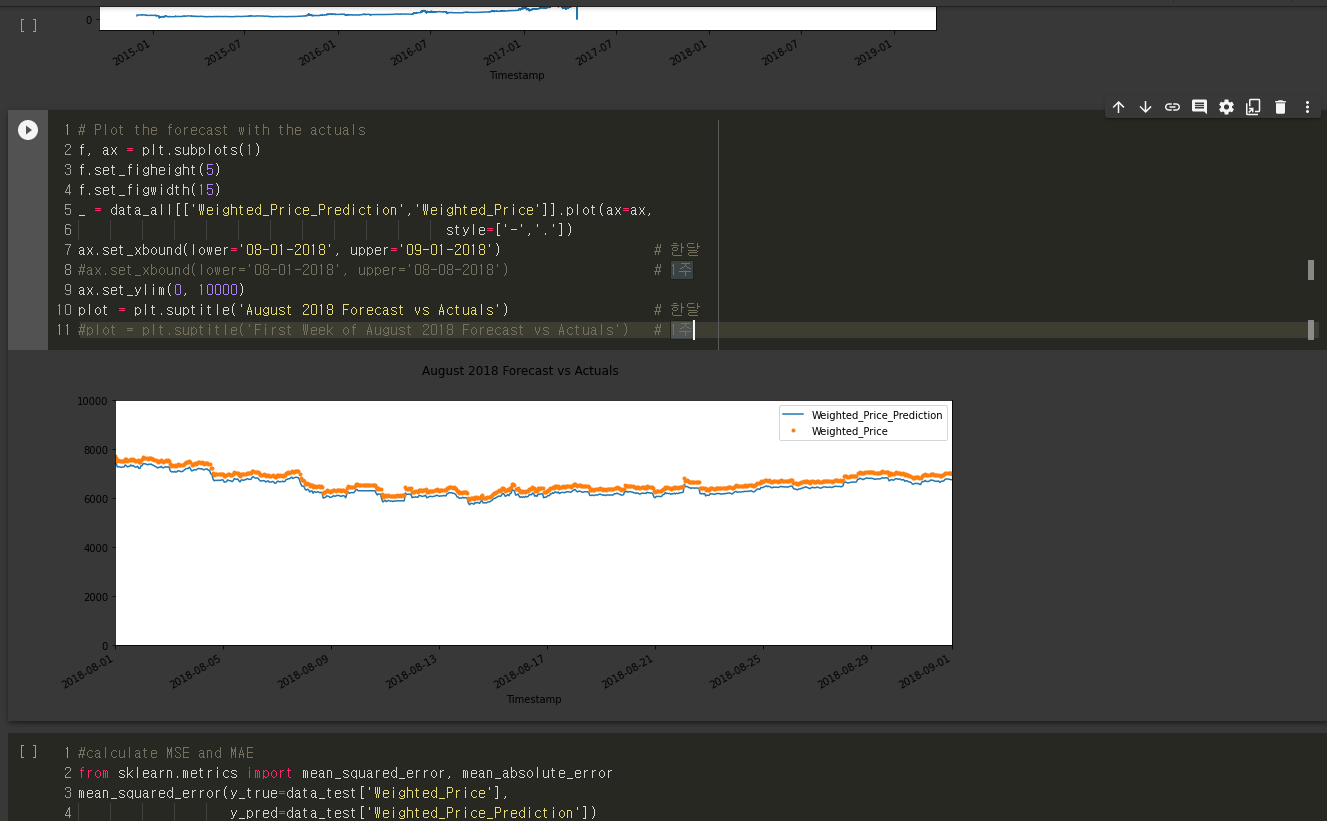 [ ]
0
2015-01 2015-07 2016-01 2016-07 2017-01 2017-07 2018-01 2018-07 2019-01
Timestamp
1 # Plot the forecast with the actuals
2 f, ax = plt.subplots(1)
3 f.set_figheight(5)
4 f.set_figwidth(15)
5 _ = data_all[['Weighted_Price_Prediction','Weighted_Price']].plot(ax=ax,
6 style=['-','.'])
7 ax.set_xbound(lower='08-01-2018', upper='09-01-2018') # 한달
8 #ax.set_xbound(lower='08-01-2018', upper='08-08-2018') # 1주
9 ax.set_ylim(0, 10000)
10 plot = plt.suptitle('August 2018 Forecast vs Actuals') # 한달
11 #plot = plt.suptitle('First Week of August 2018 Forecast vs Actuals') # 1주
August 2018 Forecast vs Actuals
10000
Weighted_Price_Prediction
Weighted_Price
8000
6000
4000
2000
0
2018-08-01 2018-08-05 2018-08-09 2018-08-13 2018-08-17 2018-08-21 2018-08-25 2018-08-29 2018-09-01
Timestamp
[ ]
1 #calculate MSE and MAE
2 from sklearn.metrics import mean_squared_error, mean_absolute_error
3 mean_squared_error(y_true=data_test['Weighted_Price'],
4 y_pred=data_test['Weighted_Price_Prediction'])